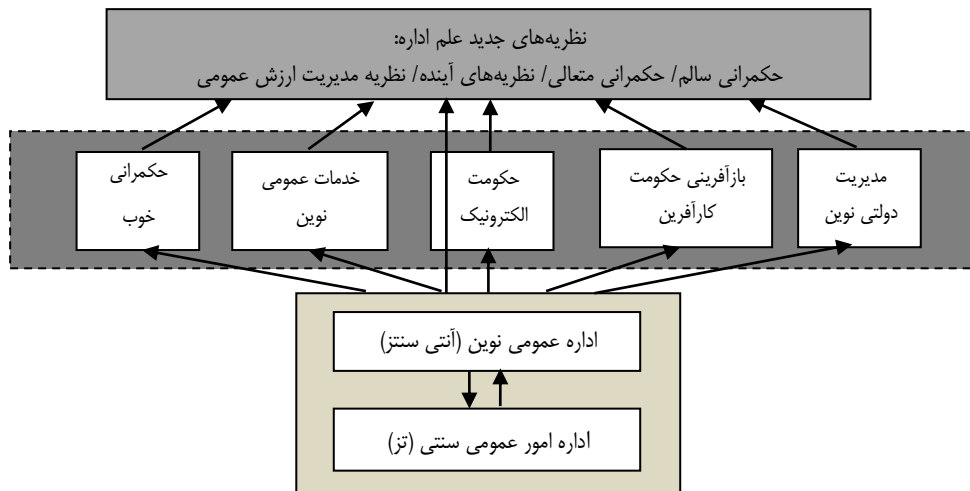 نظریه‌های جدید علم اداره:
حکمرانی سالم/ حکمرانی متعالی/ نظریه‌های آینده/ نظریه مدیریت ارزش عمومی
مدیریت
دولتی نوین
بازآفرینی حکومت
کارآفرین
حکومت
الکترونیک
خدمات عمومی
نوین
حکمرانی
خوب
اداره عمومی نوین (آنتی سنتز)
اداره امور عمومی سنتی (تز)